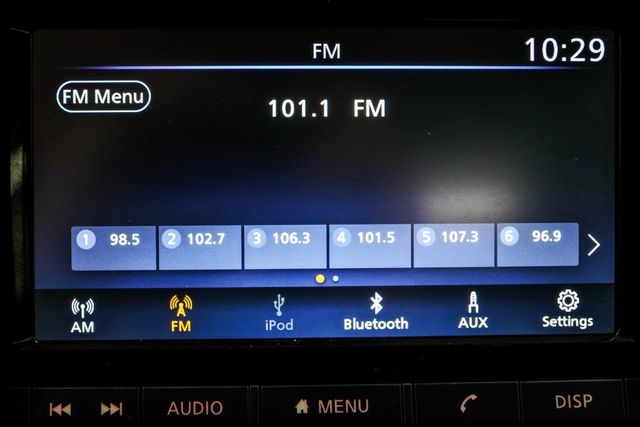 FM 10:29
FM Menu
101.1 FM
1 98.5 2 102.7 3 106.3 4 101.5 5 107.3 6 96.9
AM FM iPod Bluetooth AUX Settings
AUDIO MENU DISP